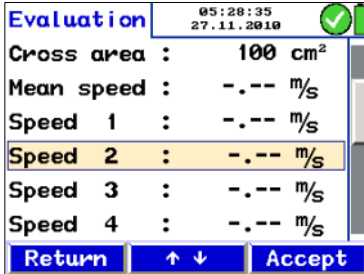 Evaluation
05:28:35
27.11.2010
Cross area : 100 cm²
Mean speed : -.-- m/s
Speed 1 : -.-- m/s
Speed 2 : -.-- m/s
Speed 3 : -.-- m/s
Speed 4 : -.-- m/s
Return ↑ ↓ Accept